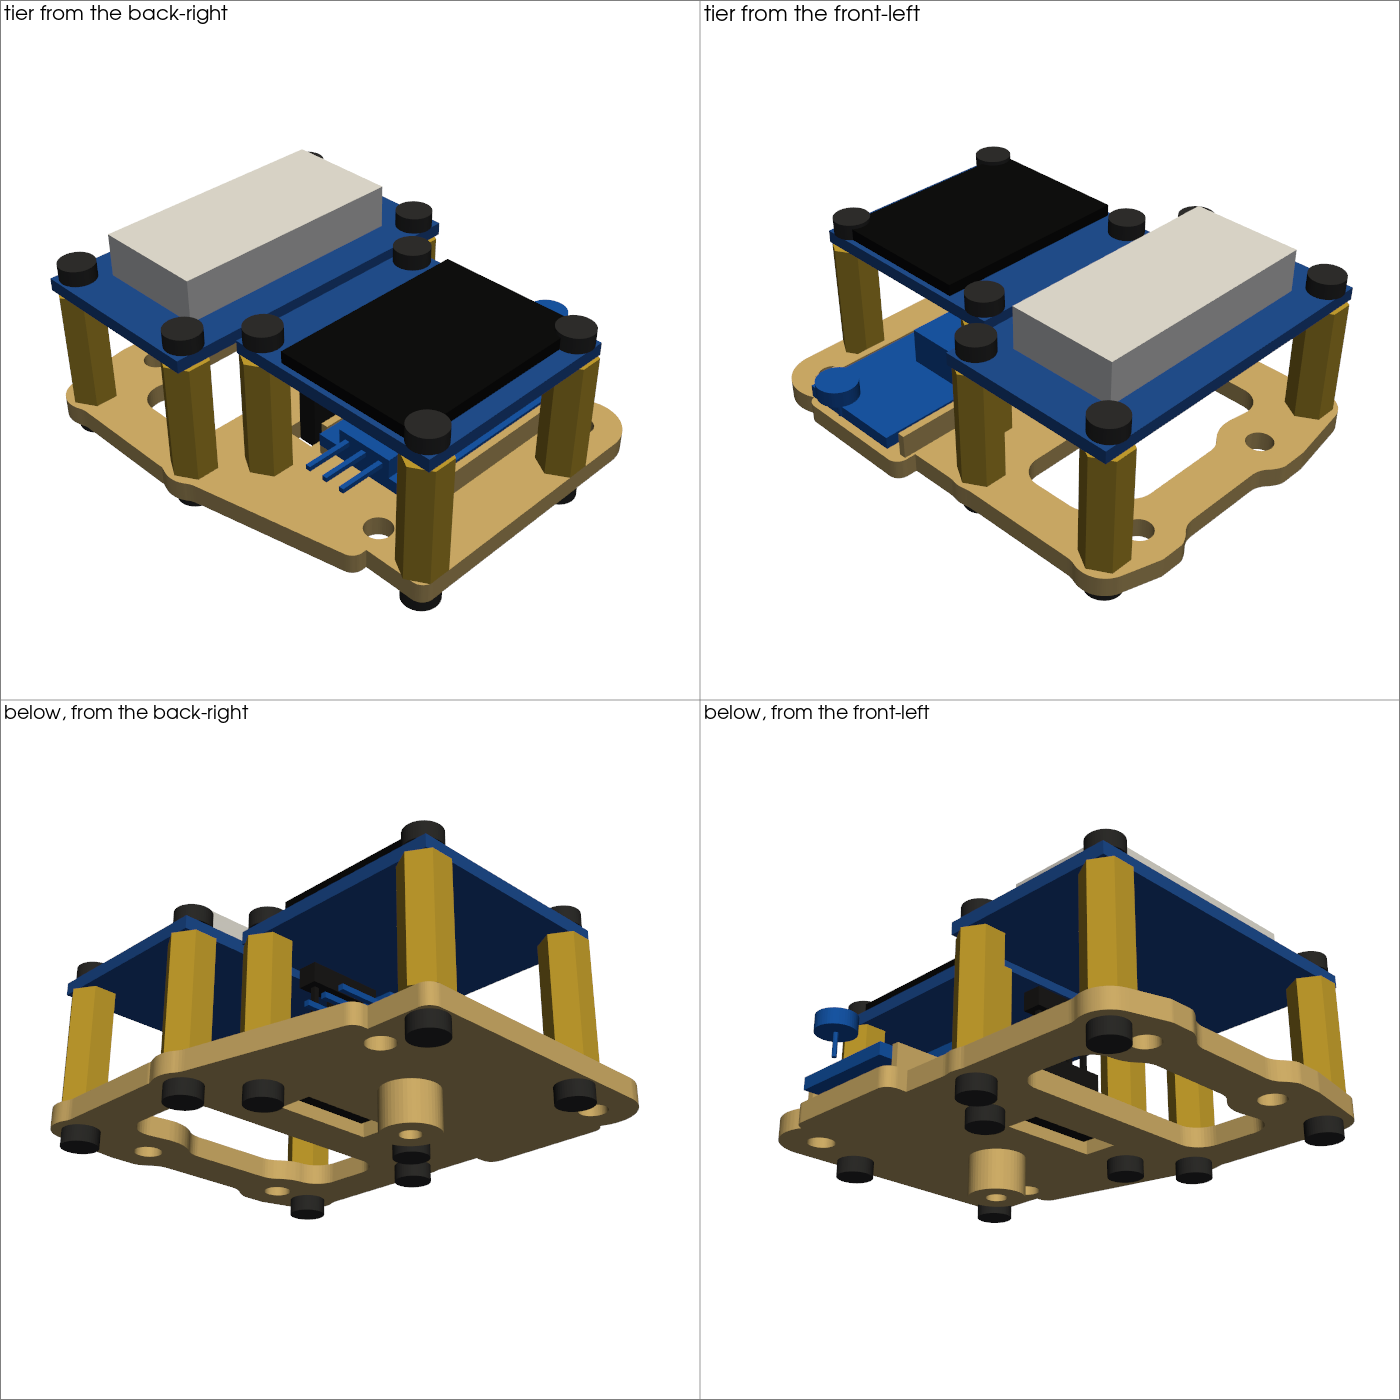 tier from the back-right
tier from the front-left
below, from the back-right
below, from the front-left